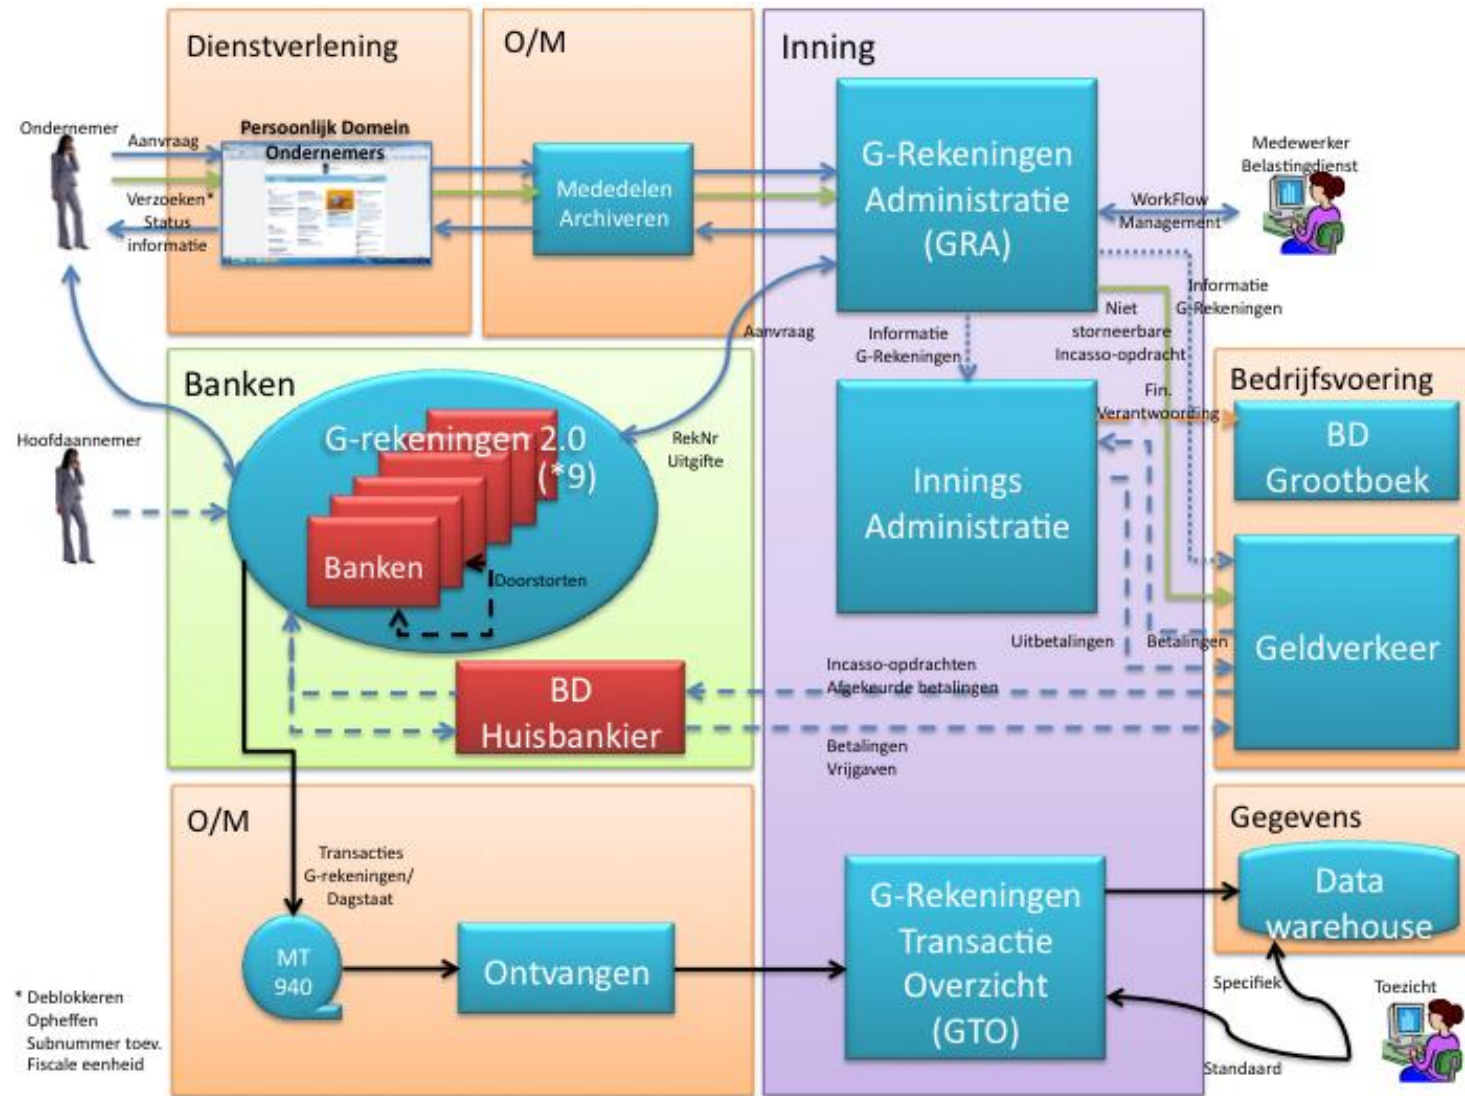 Dienstverlening
O/M
Inning
Ondernemer
Aanvraag
Verzoeken*
Status
informatie
Persoonlijk Domein
Ondernemers
Mededelen
Archiveren
G-Rekeningen
Administratie
(GRA)
WorkFlow
Management
Medewerker
Belastingdienst
Aanvraag
Informatie
G-Rekeningen
Niet
storneerbare
Incasso-opdracht
Informatie
G-Rekeningen
Banken
G-rekeningen 2.0
(*9)
Banken
Doorstorten
RekNr
Uitgifte
Hoofdaannemer
Innings
Administratie
Fin.
Verantwoording
Bedrijfsvoering
BD
Grootboek
Geldverkeer
Uitbetalingen
Betalingen
Incasso-opdrachten
Afgekeurde betalingen
BD
Huisbankier
Betalingen
Vrijgaven
O/M
Transacties
G-rekeningen/
Dagstaat
MT
940
Ontvangen
G-Rekeningen
Transactie
Overzicht
(GTO)
Gegevens
Data
warehouse
Specifiek
Standaard
Toezicht
* Deblokkeren
Opheffen
Subnummer toev.
Fiscale eenheid